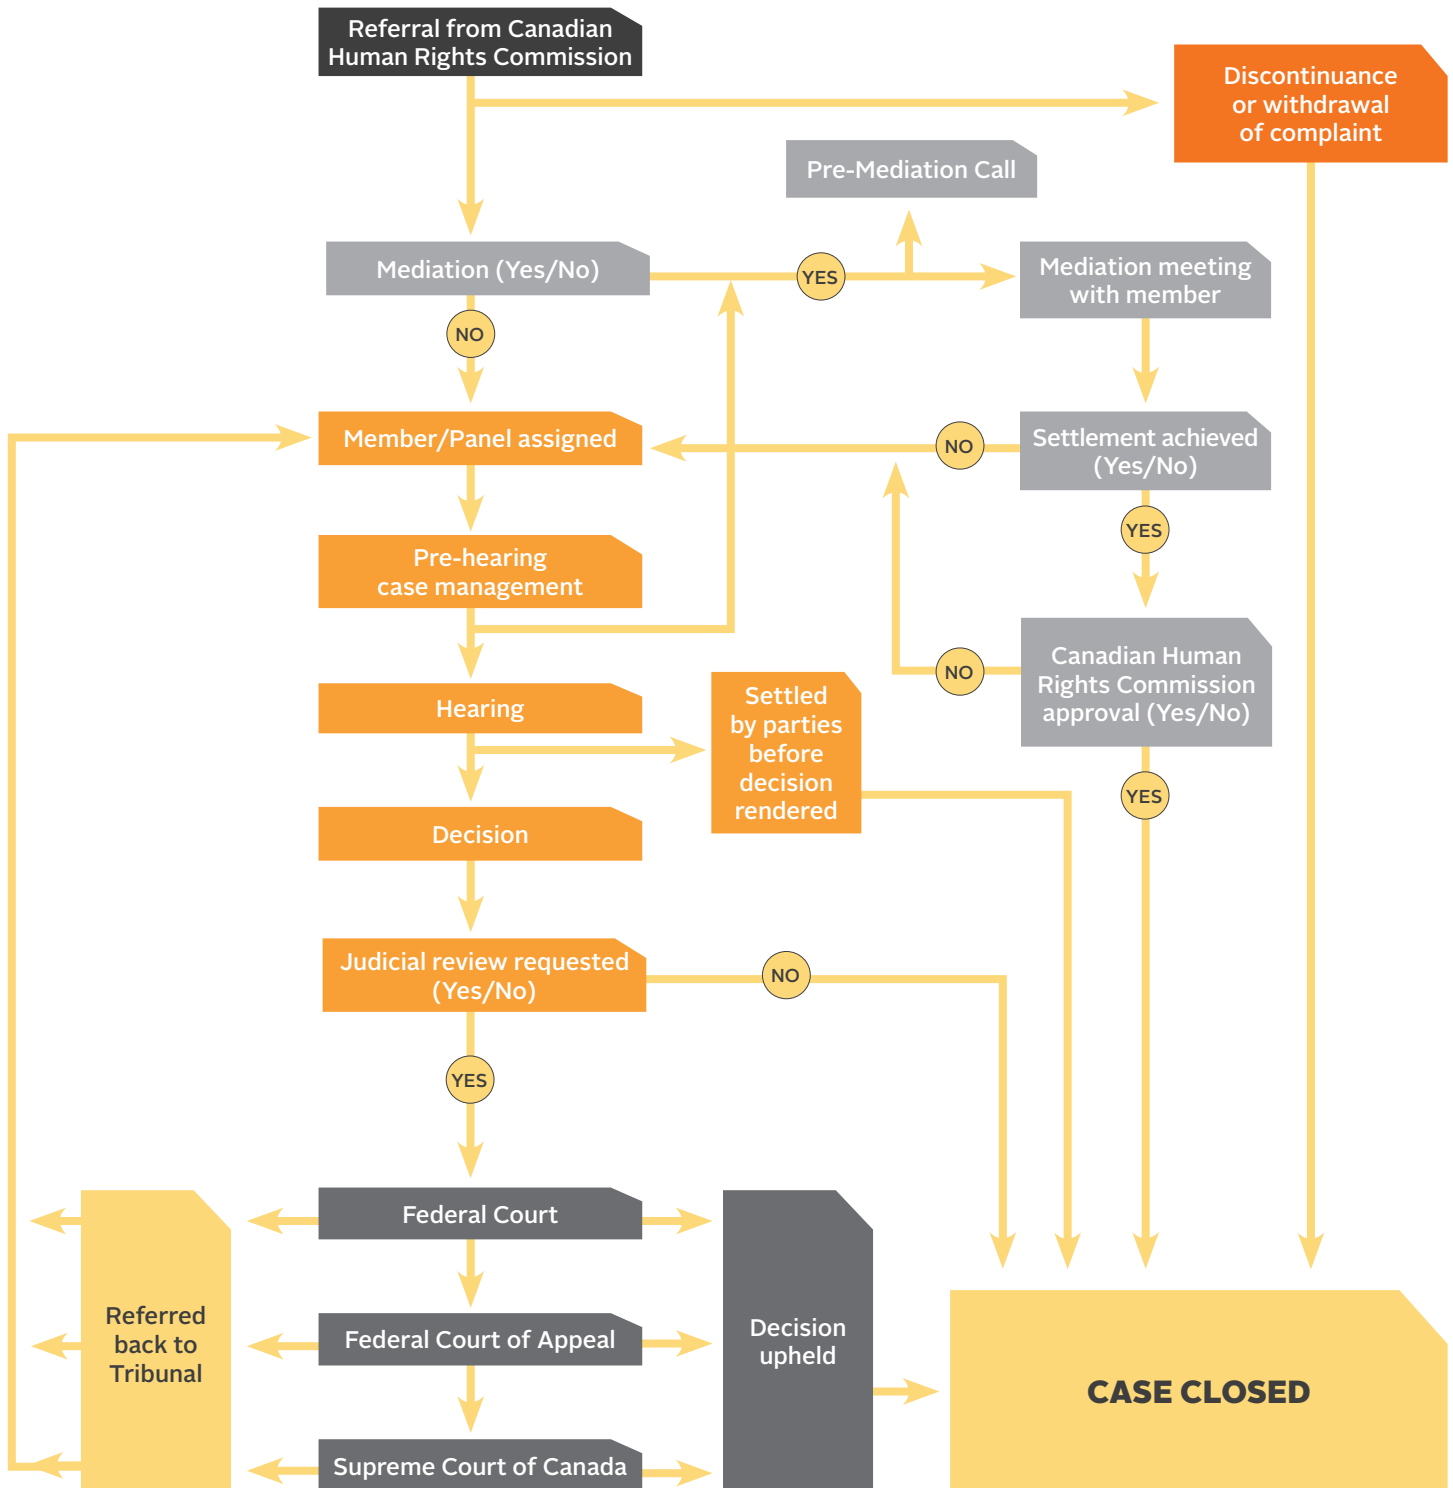 Referral from Canadian
Human Rights Commission
Discontinuance
or withdrawal
of complaint
Pre-Mediation Call
Mediation (Yes/No)
YES
Mediation meeting
with member
NO
Member/Panel assigned
NO
Settlement achieved
(Yes/No)
YES
Pre-hearing
case management
NO
Canadian Human
Rights Commission
approval (Yes/No)
Hearing
Settled
by parties
before
decision
rendered
YES
Decision
Judicial review requested
(Yes/No)
NO
YES
Federal Court
Referred
back to
Tribunal
Federal Court of Appeal
Decision
upheld
CASE CLOSED
Supreme Court of Canada